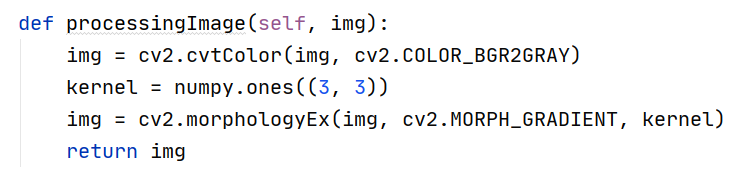 def processingImage(self, img):
    img = cv2.cvtColor(img, cv2.COLOR_BGR2GRAY)
    kernel = numpy.ones((3, 3))
    img = cv2.morphologyEx(img, cv2.MORPH_GRADIENT, kernel)
    return img